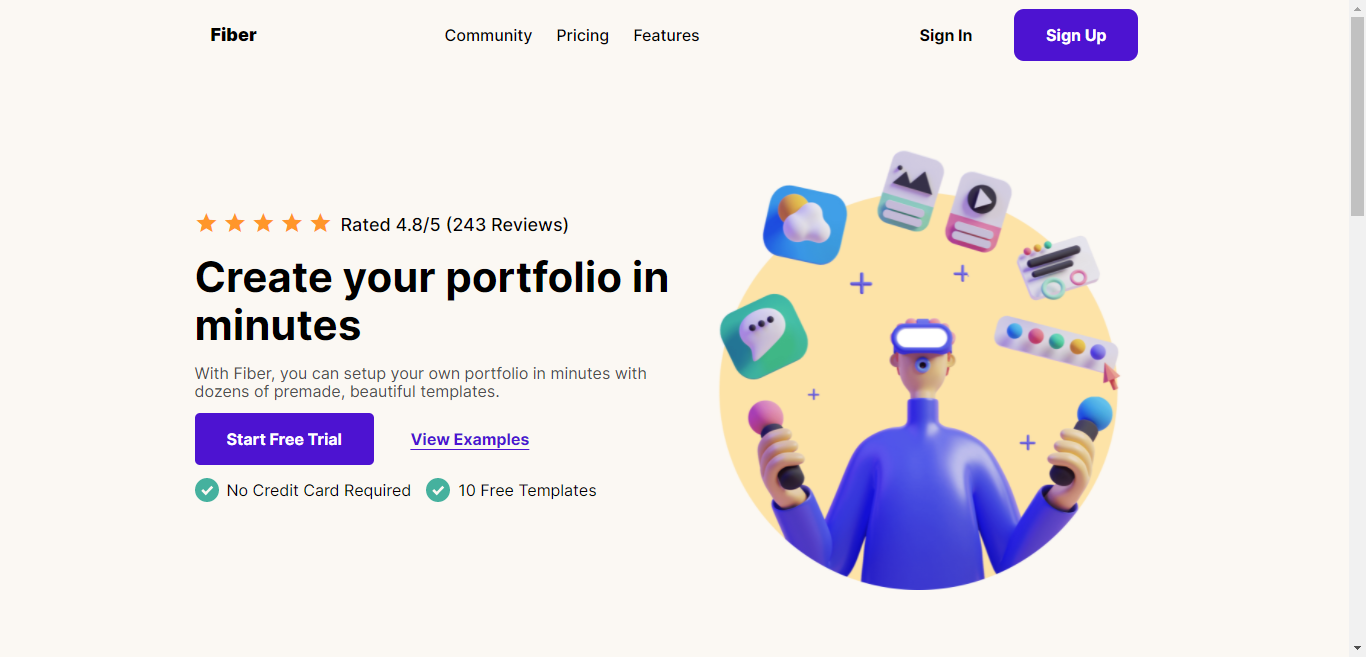 Fiber
Community
Pricing
Features
Sign In
Sign Up
Rated 4.8/5 (243 Reviews)
Create your portfolio in
minutes
With Fiber, you can setup your own portfolio in minutes with
dozens of premade, beautiful templates.
Start Free Trial
View Examples
No Credit Card Required
10 Free Templates